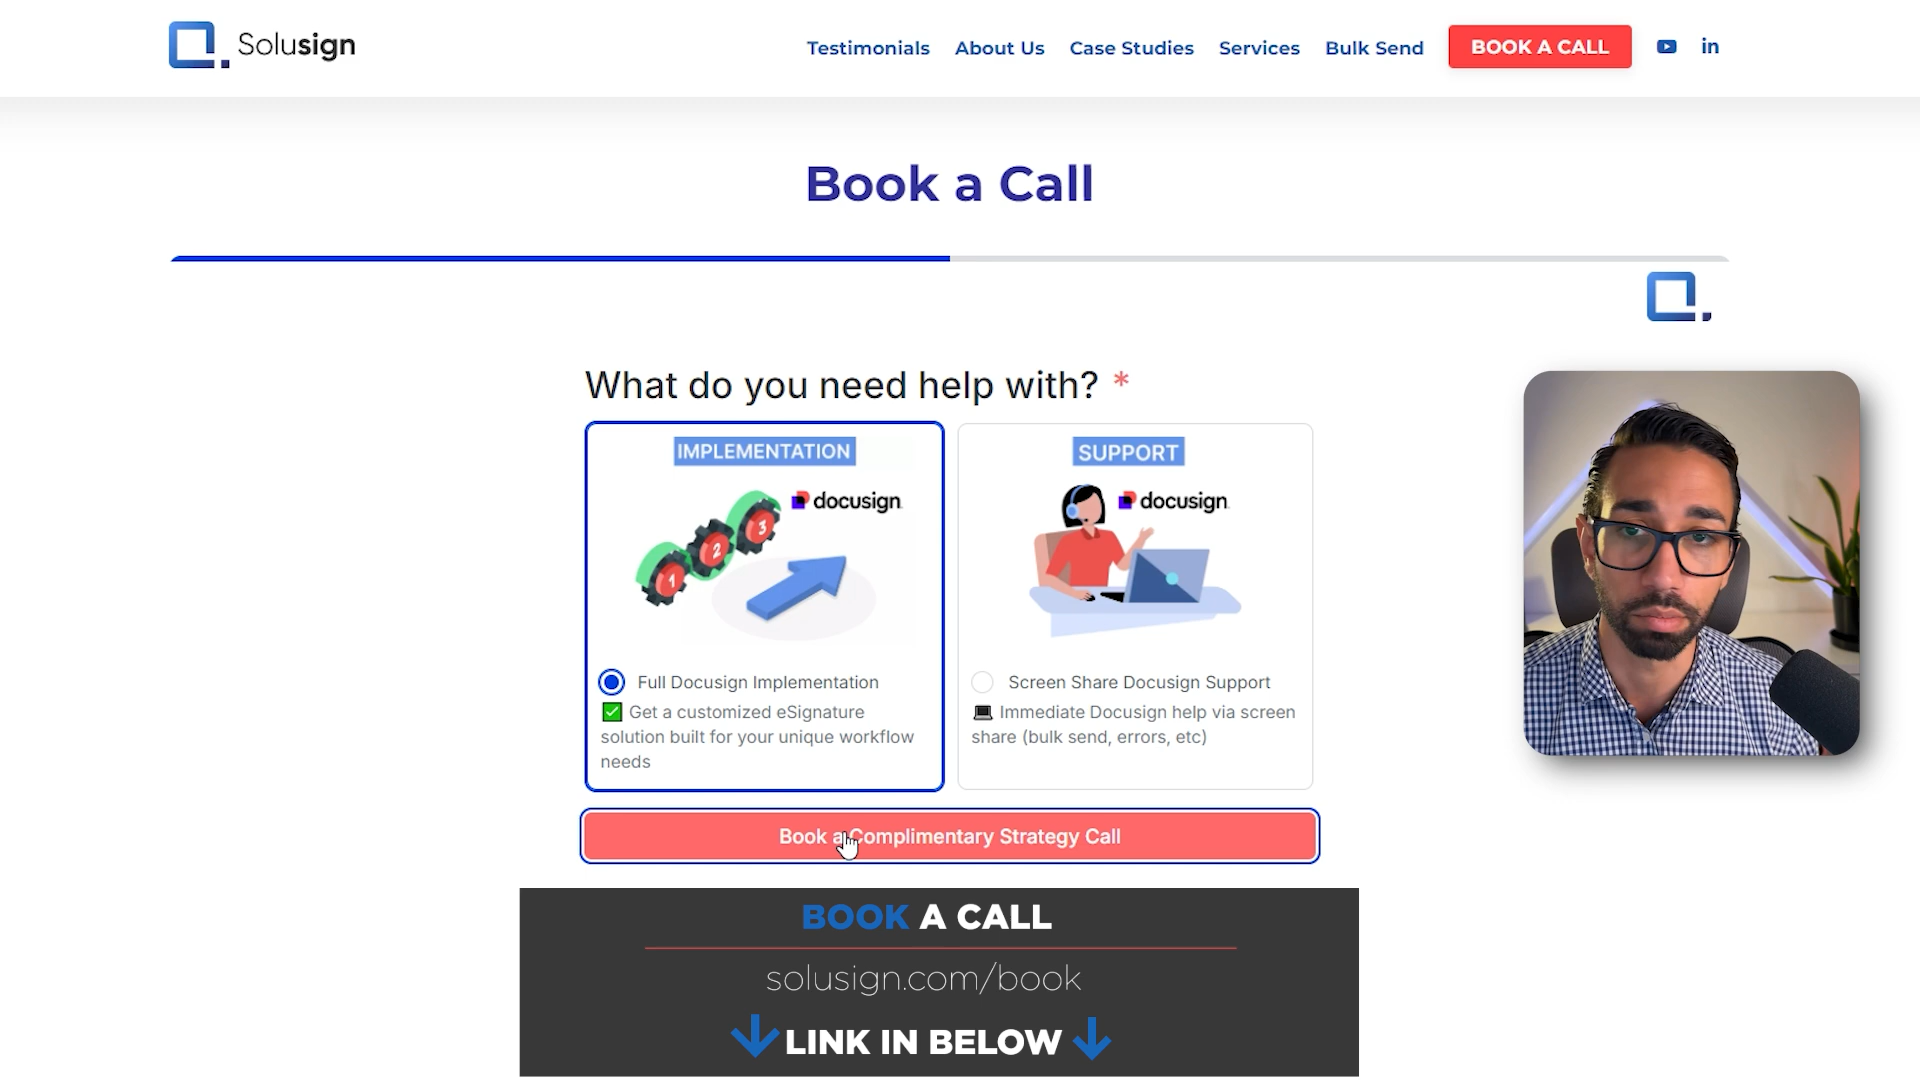 Solusign
Testimonials
About Us
Case Studies
Services
Bulk Send
BOOK A CALL
in
Book a Call
What do you need help with? *
IMPLEMENTATION
docusign
1
2
3
Full Docusign Implementation
✅ Get a customized eSignature
solution built for your unique workflow
needs
SUPPORT
docusign
Screen Share Docusign Support
💻 Immediate Docusign help via screen
share (bulk send, errors, etc)
Book a Complimentary Strategy Call
BOOK A CALL
solusign.com/book
LINK IN BELOW